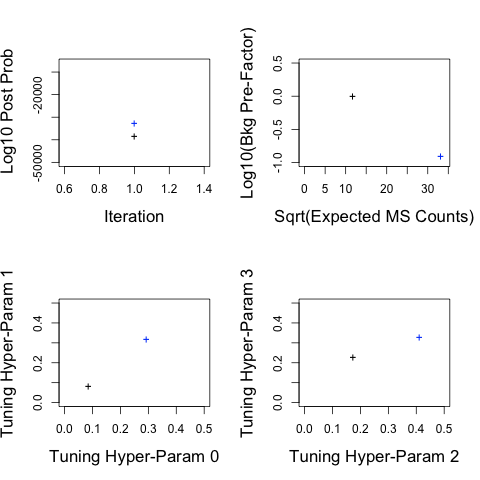 Log10 Post Prob
-50000
-20000
0.6 0.8 1.0 1.2 1.4
Iteration
Log10(Bkg Pre-Factor)
-1.0
-0.5
0.0
0.5
0 5 10 20 30
Sqrt(Expected MS Counts)
Tuning Hyper-Param 1
0.0
0.2
0.4
0.0 0.1 0.2 0.3 0.4 0.5
Tuning Hyper-Param 0
Tuning Hyper-Param 3
0.0
0.2
0.4
0.0 0.1 0.2 0.3 0.4 0.5
Tuning Hyper-Param 2